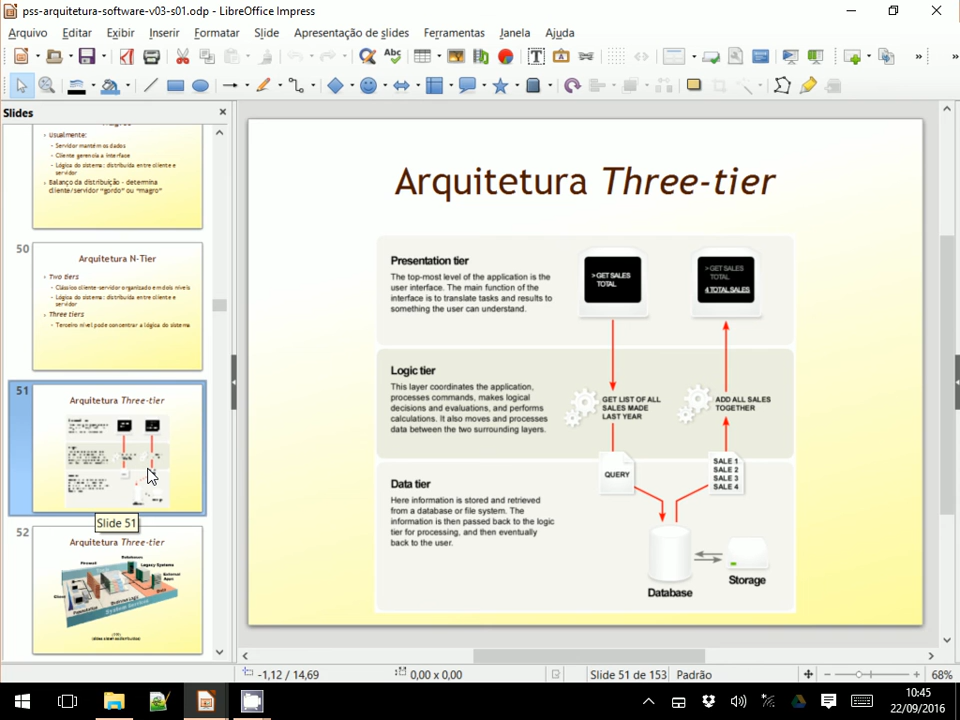 pss-arquitetura-software-v03-s01.odp - LibreOffice Impress
Arquivo Editar Exibir Inserir Formatar Slide Apresentação de slides Ferramentas Janela Ajuda
Slides
Usualmente:
Servidor mantém os dados
Cliente gerencia a interface
Lógica do sistema: distribuída entre cliente e
servidor
Balanço da distribuição - determina
cliente/servidor "gordo" ou "magro"
50
Arquitetura N-Tier
Two tiers
Clássico cliente-servidor organizado em dois níveis
Lógica do sistema: distribuída entre cliente e
servidor
Three tiers
Terceiro nível pode concentrar a lógica do sistema
51
Arquitetura Three-tier
Slide 51
52
Arquitetura Three-tier
Firewall
Databases
Legacy Systems
External
Apps
Presentation
Business Logic
Data
System Services
Arquitetura Three-tier
Presentation tier
The top-most level of the application is the
user interface. The main function of the
interface is to translate tasks and results to
something the user can understand.
> GET SALES
TOTAL
> GET SALES
TOTAL
4 TOTAL SALES
Logic tier
This layer coordinates the application,
processes commands, makes logical
decisions and evaluations, and performs
calculations. It also moves and processes
data between the two surrounding layers.
GET LIST OF ALL
SALES MADE
LAST YEAR
ADD ALL SALES
TOGETHER
QUERY
SALE 1
SALE 2
SALE 3
SALE 4
Data tier
Here information is stored and retrieved
from a database or file system. The
information is then passed back to the logic
tier for processing, and then eventually
back to the user.
Database
Storage
-1,12 / 14,69
0,00 x 0,00
Slide 51 de 153
Padrão
68%
10:45
22/09/2016